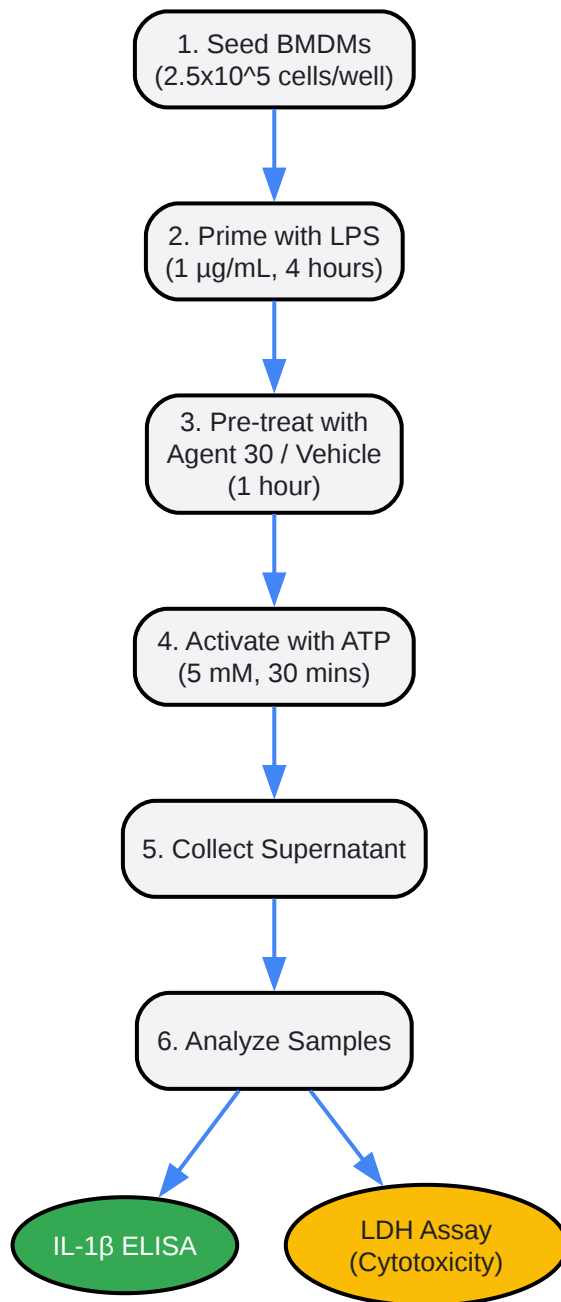 1. Seed BMDMs
(2.5x10^5 cells/well)
2. Prime with LPS
(1 µg/mL, 4 hours)
3. Pre-treat with
Agent 30 / Vehicle
(1 hour)
4. Activate with ATP
(5 mM, 30 mins)
5. Collect Supernatant
6. Analyze Samples
IL-1β ELISA
LDH Assay
(Cytotoxicity)